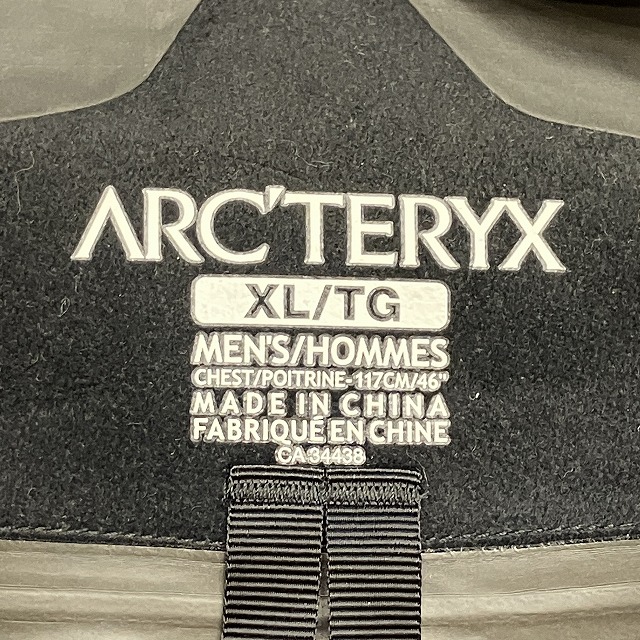 ARC'TERYX
XL/TG
MEN'S/HOMMES
CHEST/POITRINE-117CM/46"
MADE IN CHINA
FABRIQUÉ EN CHINE
CA 34438